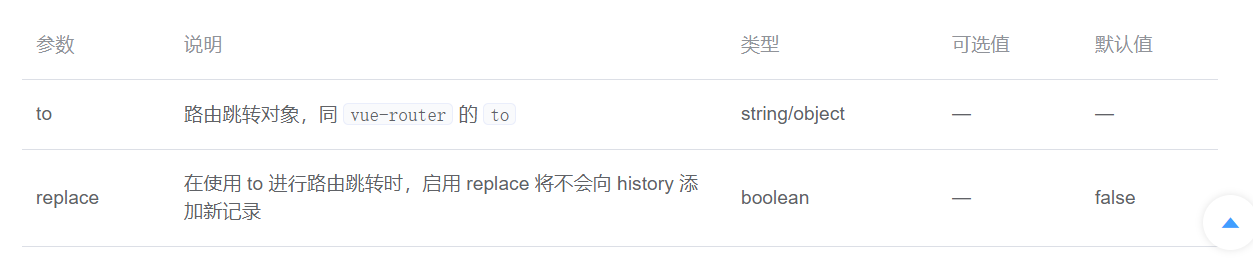 参数 说明 类型 可选值 默认值
to 路由跳转对象，同 vue-router 的 to string/object — —
replace 在使用 to 进行路由跳转时，启用 replace 将不会向 history 添 boolean — false
加新记录